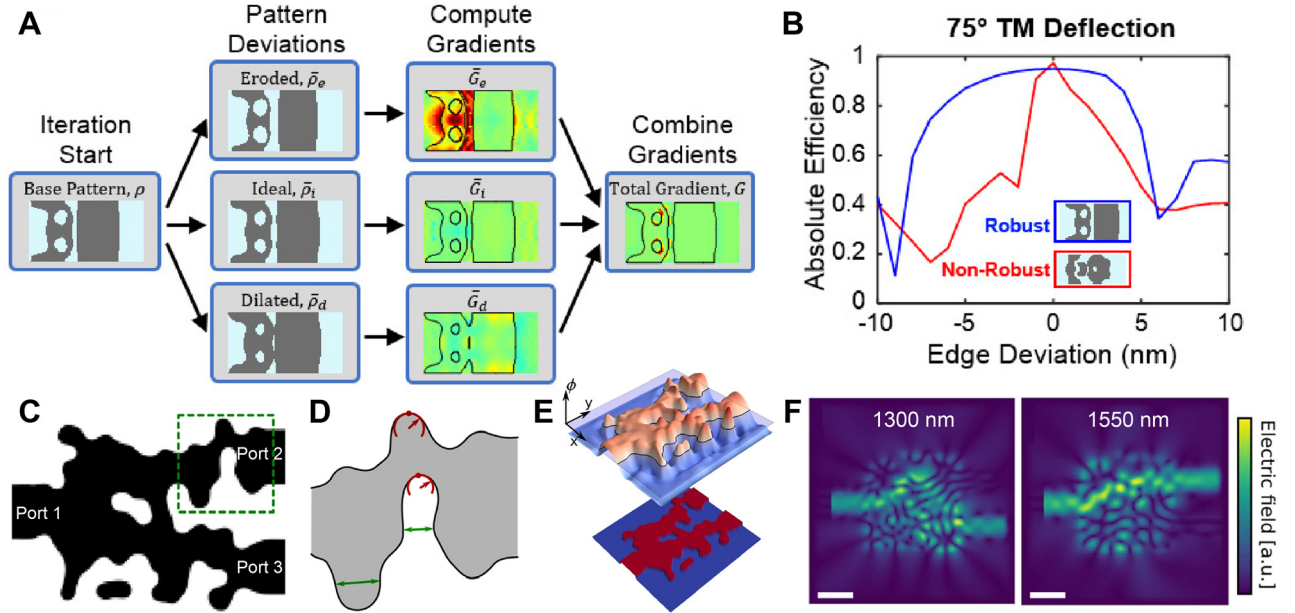 A
Pattern
Deviations
Compute
Gradients
Iteration
Start
Base Pattern, ρ
Eroded, ρ̄ₑ
Ideal, ρ̄ᵢ
Dilated, ρ̄_d
Ḡₑ
Ḡᵢ
Ḡ_d
Combine
Gradients
Total Gradient, G
B
75° TM Deflection
Absolute Efficiency
1
0.8
0.6
0.4
0.2
0
-10
-5
0
5
10
Edge Deviation (nm)
Robust
Non-Robust
C
Port 1
Port 2
Port 3
D
E
ϕ
y
x
F
1300 nm
1550 nm
Electric field [a.u.]